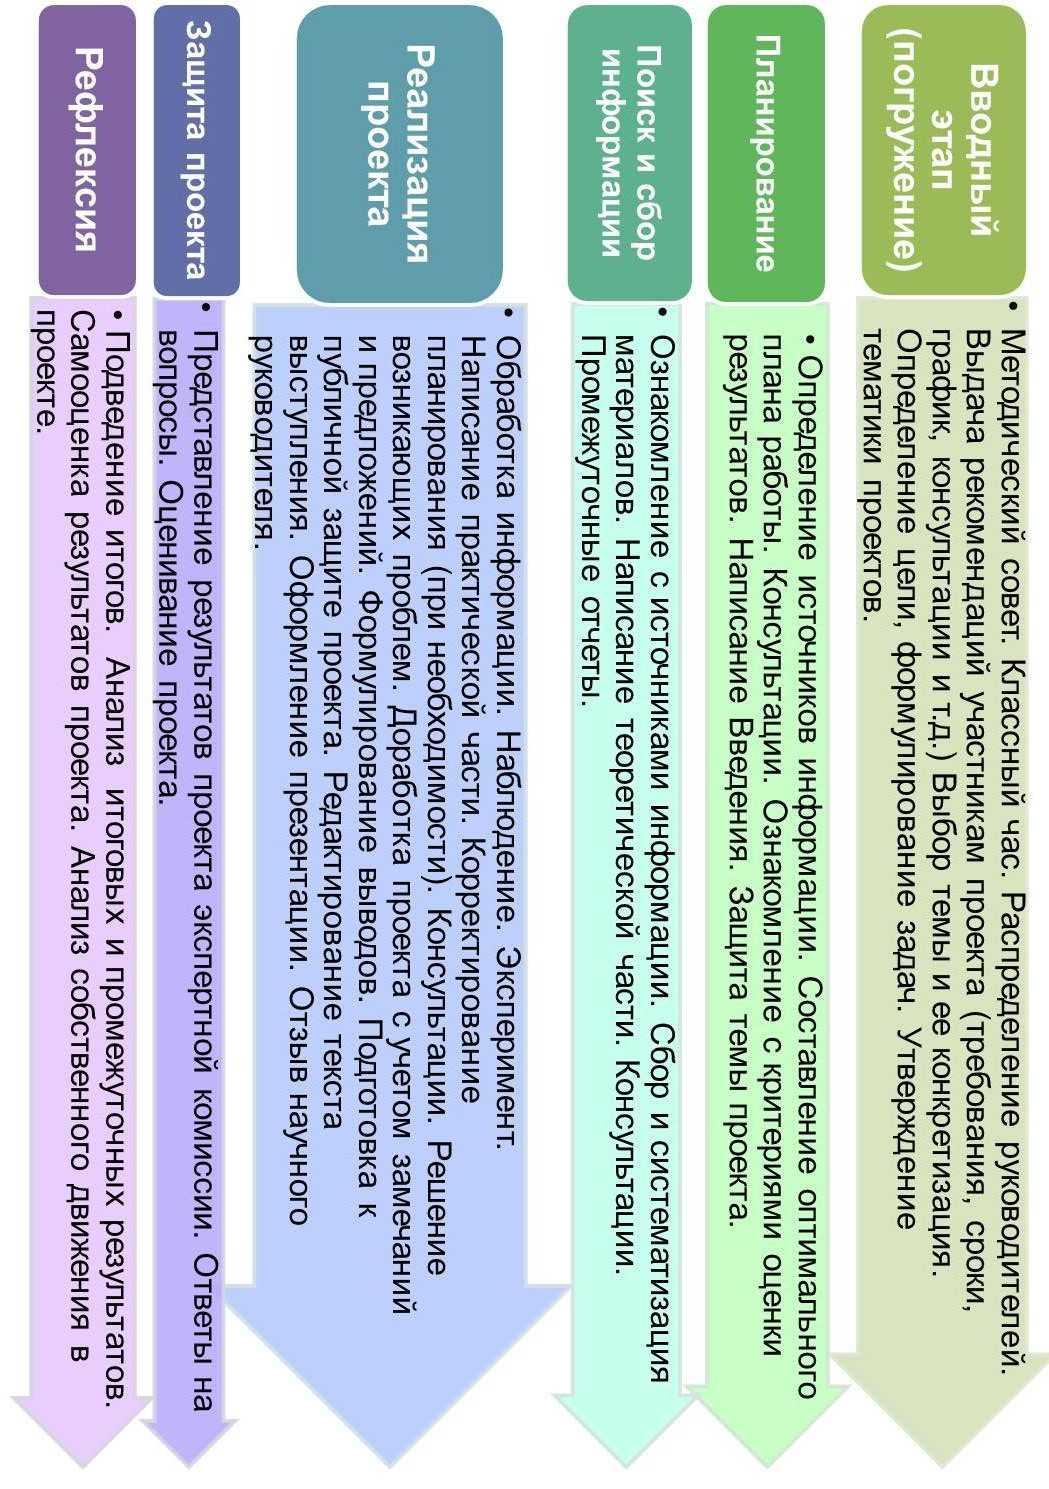 Вводный
этап
(погружение)
• Методический совет. Классный час. Распределение руководителей.
Выдача рекомендаций участникам проекта (требования, сроки,
график, консультации и т.д.) Выбор темы и ее конкретизация.
Определение цели, формулирование задач. Утверждение
тематики проектов.
Планирование
• Определение источников информации. Составление оптимального
плана работы. Консультации. Ознакомление с критериями оценки
результатов. Написание Введения. Защита темы проекта.
Поиск и сбор
информации
• Ознакомление с источниками информации. Сбор и систематизация
материалов. Написание теоретической части. Консультации.
Промежуточные отчеты.
Реализация
проекта
• Обработка информации. Наблюдение. Эксперимент.
Написание практической части. Корректирование
планирования (при необходимости). Консультации. Решение
возникающих проблем. Доработка проекта с учетом замечаний
и предложений. Формулирование выводов. Подготовка к
публичной защите проекта. Редактирование текста
выступления. Оформление презентации. Отзыв научного
руководителя.
Защита проекта
• Представление результатов проекта экспертной комиссии. Ответы на
вопросы. Оценивание проекта.
Рефлексия
• Подведение итогов. Анализ итоговых и промежуточных результатов.
Самооценка результатов проекта. Анализ собственного движения в
проекте.